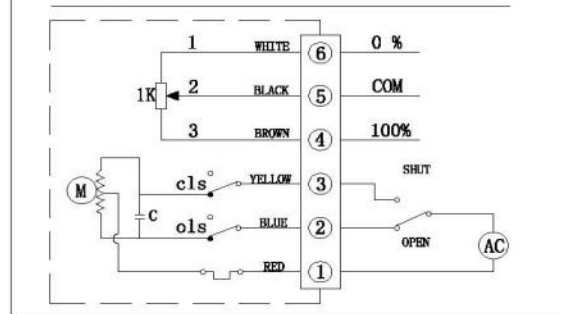 1 WHITE 6 0 %
1K 2 BLACK 5 COM
3 BROWN 4 100%
SHUT
M cls YELLOW 3
C
ols BLUE 2
OPEN AC
RED 1